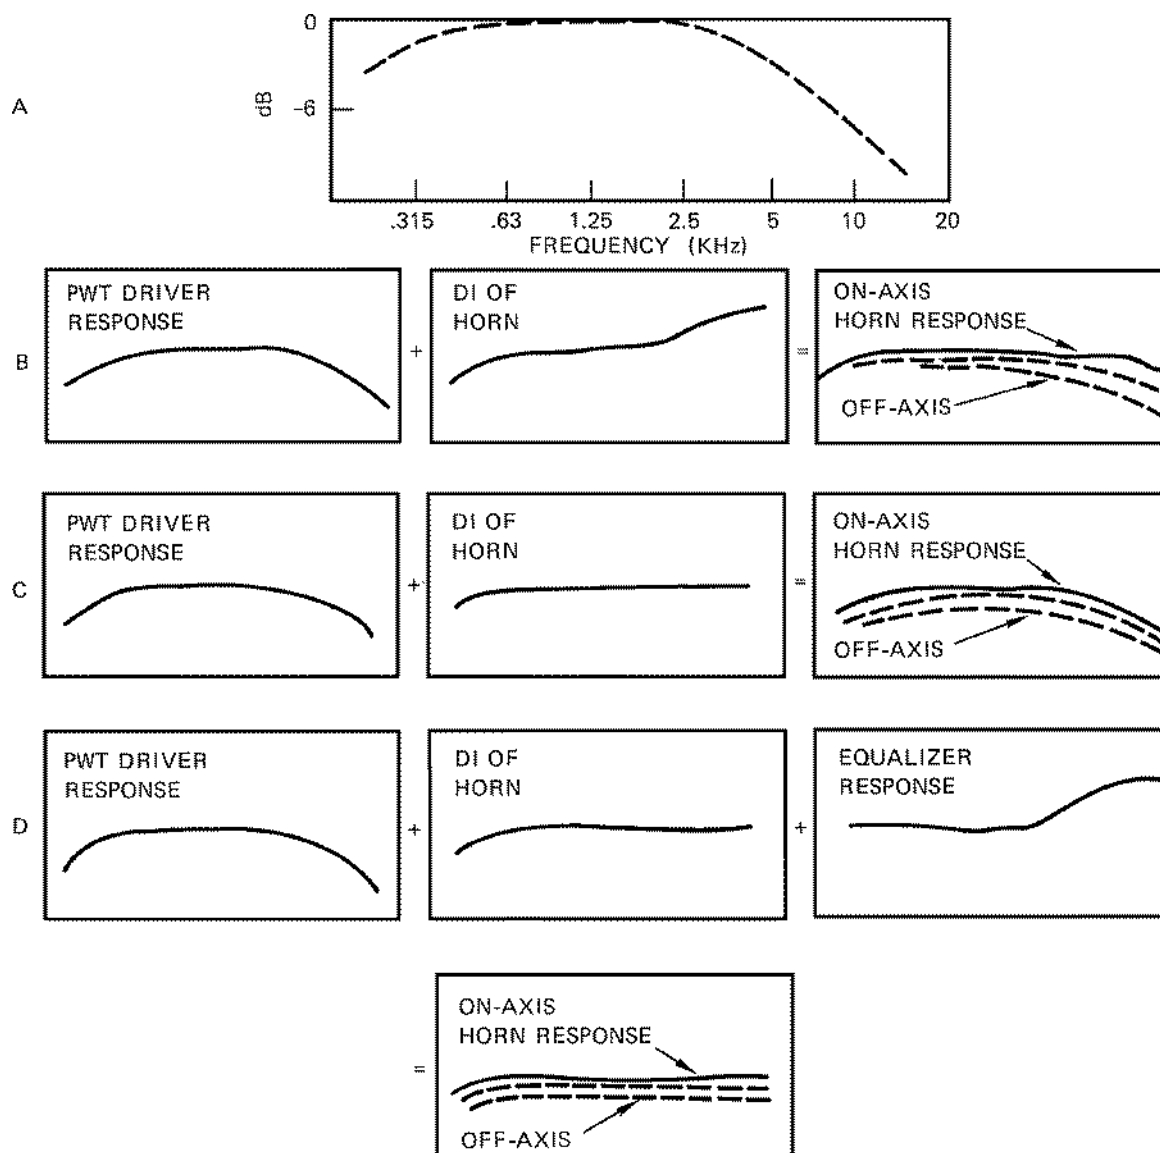 A
0
dB
-6
.315 .63 1.25 2.5 5 10 20
FREQUENCY (KHz)
B
PWT DRIVER
RESPONSE
+
DI OF
HORN
=
ON-AXIS
HORN RESPONSE
OFF-AXIS
C
PWT DRIVER
RESPONSE
+
DI OF
HORN
=
ON-AXIS
HORN RESPONSE
OFF-AXIS
D
PWT DRIVER
RESPONSE
+
DI OF
HORN
+
EQUALIZER
RESPONSE
=
ON-AXIS
HORN RESPONSE
OFF-AXIS